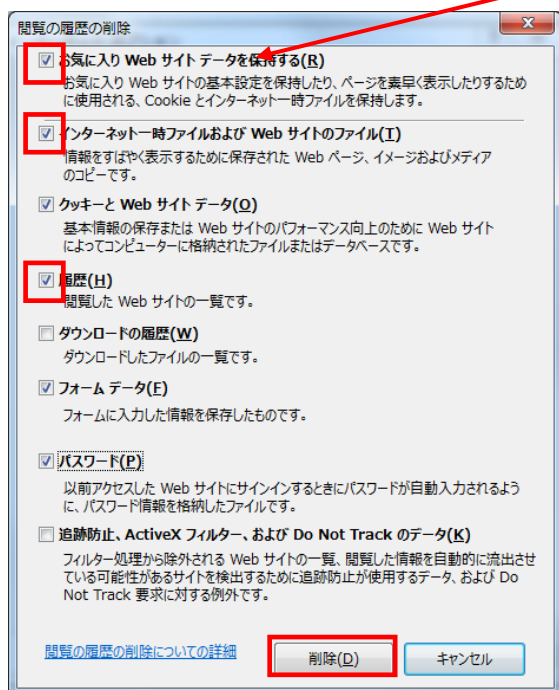 閲覧の履歴の削除
お気に入り Web サイト データを保持する(R)
お気に入り Web サイトの基本設定を保持したり、ページを素早く表示したりするため
に使用される、Cookie とインターネット一時ファイルを保持します。
インターネット一時ファイルおよび Web サイトのファイル(T)
情報をすばやく表示するために保存された Web ページ、イメージおよびメディア
のコピーです。
クッキーと Web サイト データ(O)
基本情報の保存または Web サイトのパフォーマンス向上のために Web サイト
によってコンピューターに格納されたファイルまたはデータベースです。
履歴(H)
閲覧した Web サイトの一覧です。
ダウンロードの履歴(W)
ダウンロードしたファイルの一覧です。
フォーム データ(F)
フォームに入力した情報を保存したものです。
パスワード(P)
以前アクセスした Web サイトにサインインするときにパスワードが自動入力されるよう
に、パスワード情報を格納したファイルです。
追跡防止、ActiveX フィルター、および Do Not Track のデータ(K)
フィルター処理から除外される Web サイトの一覧、閲覧した情報を自動的に流出させ
ている可能性があるサイトを検出するために追跡防止が使用するデータ、および Do
Not Track 要求に対する例外です。
閲覧の履歴の削除についての詳細
削除(D)
キャンセル